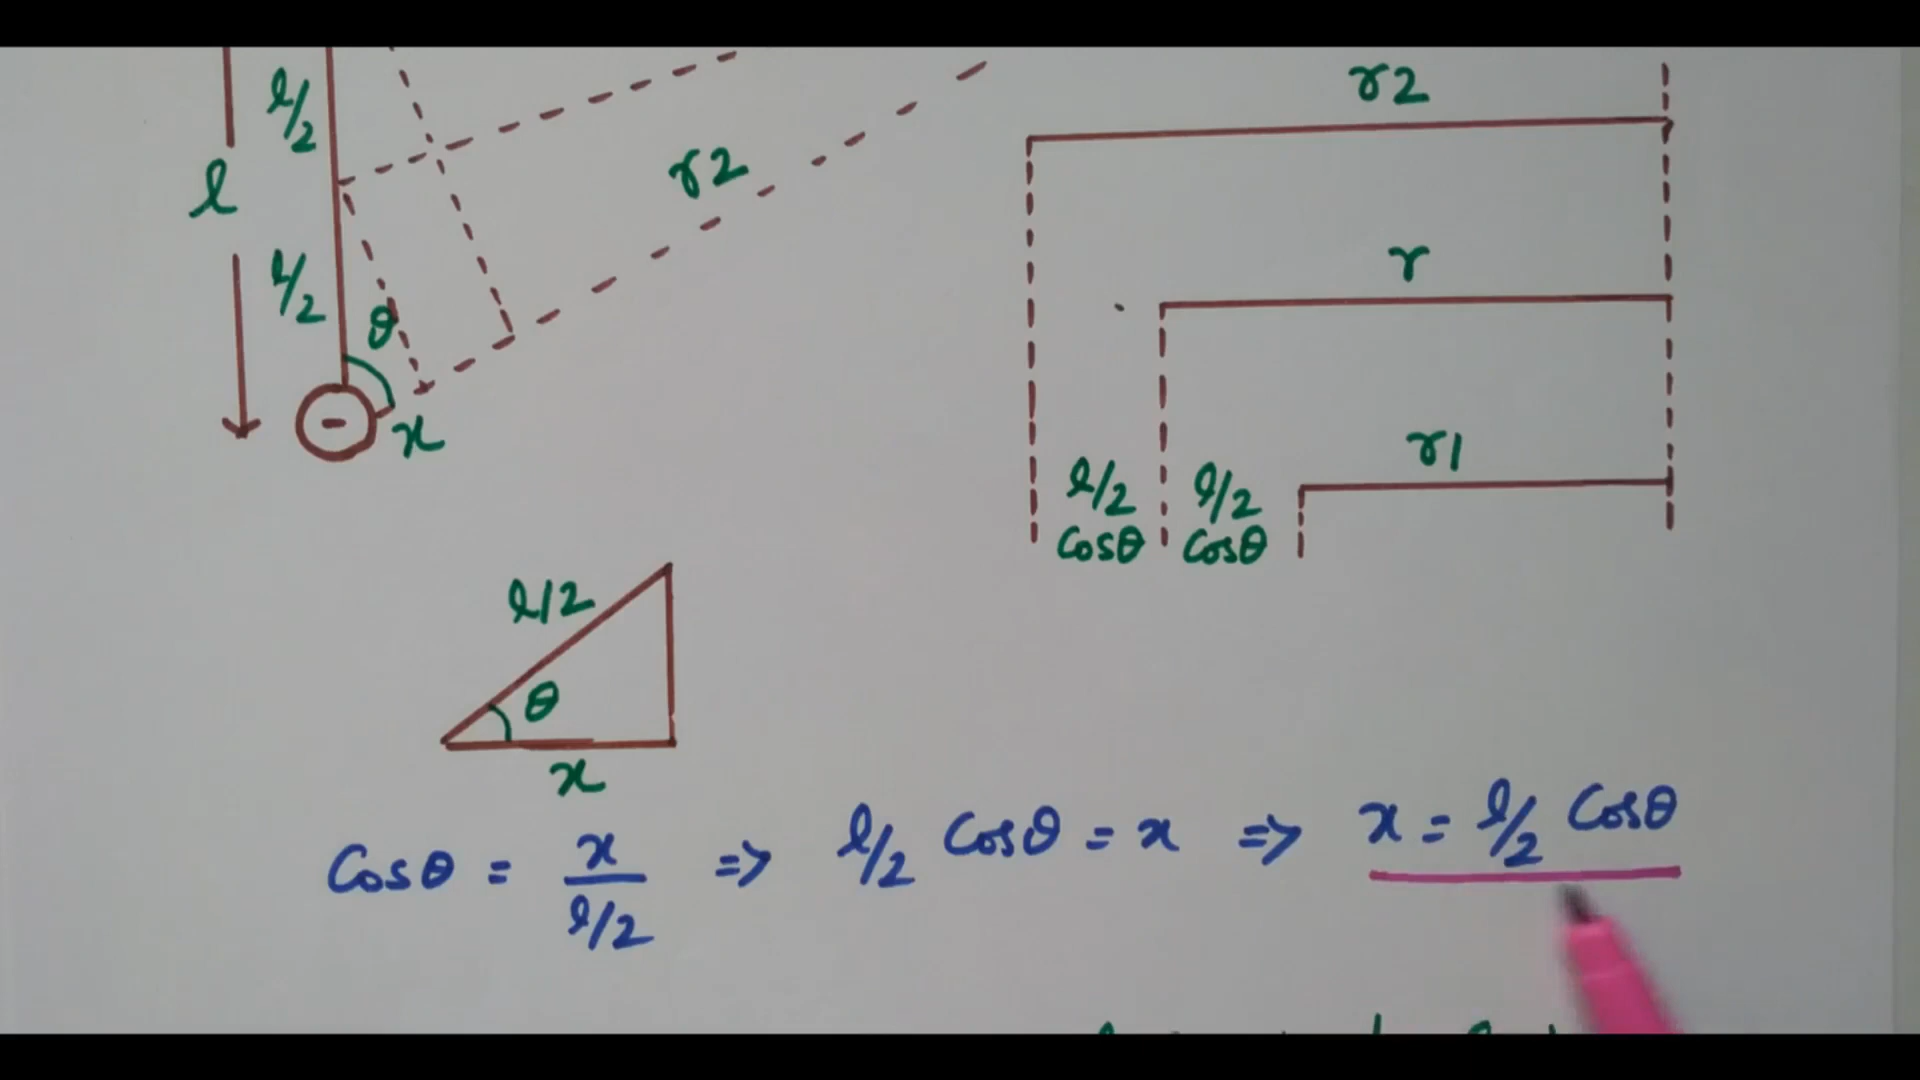 l/2
r2
l
r2
r
l/2
θ
-
x
r1
l/2 l/2
Cosθ Cosθ
l/2
θ
x
Cosθ = x / l/2 => l/2 Cosθ = x => x = l/2 Cosθ